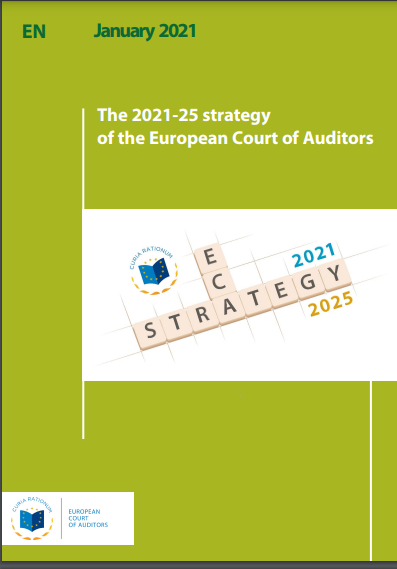 EN
January 2021
The 2021-25 strategy
of the European Court of Auditors
CURIA RATIONUM
E
C
STRATEGY
2021
2025
CURIA RATIONUM
EUROPEAN
COURT
OF AUDITORS